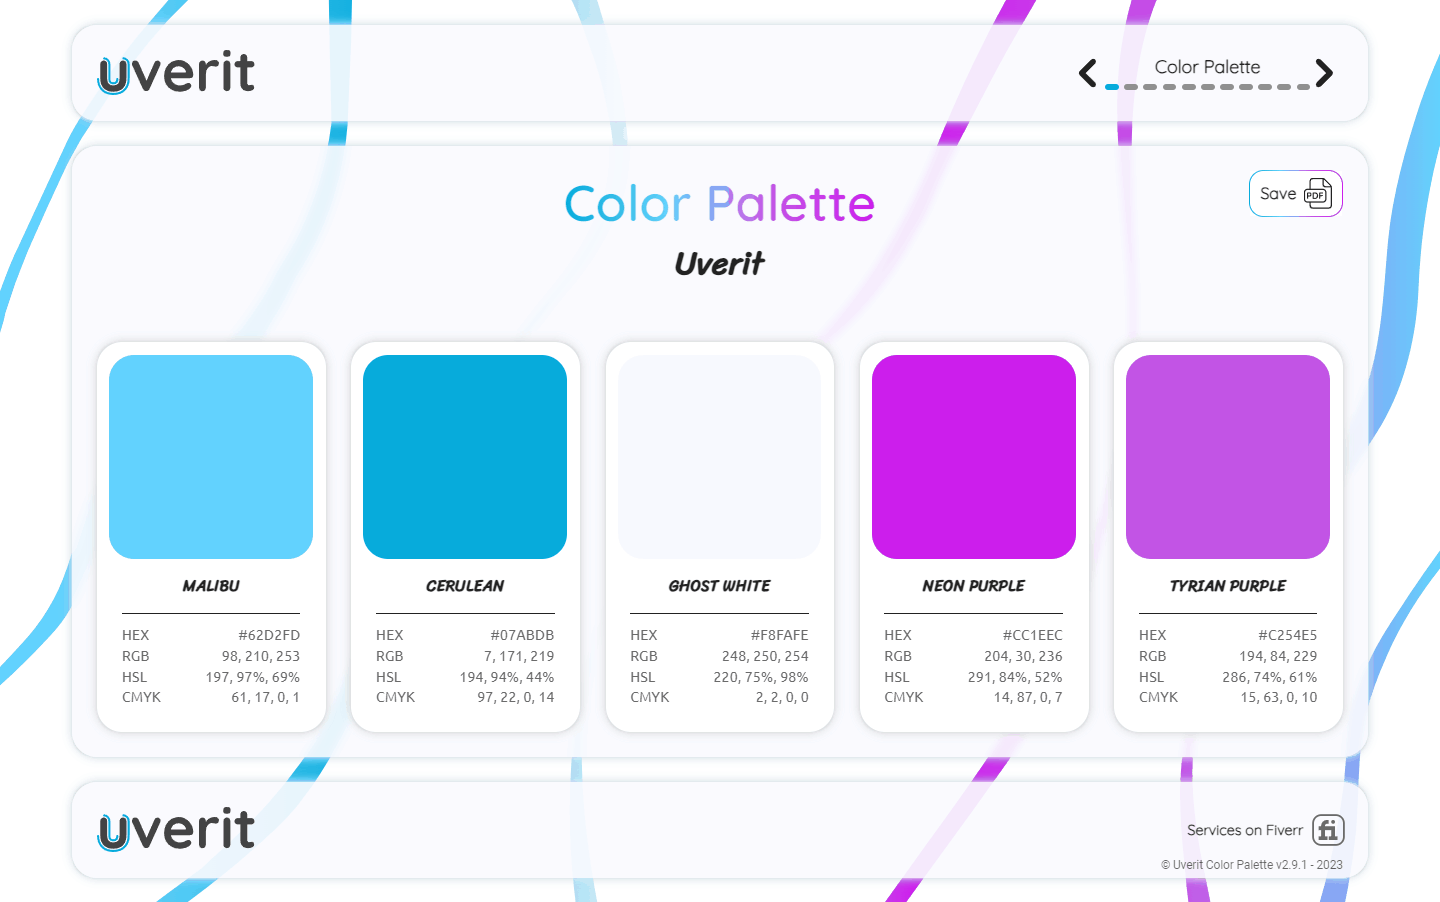 uverit
Color Palette
Color Palette
Save PDF
Uverit
MALIBU
HEX #62D2FD
RGB 98, 210, 253
HSL 197, 97%, 69%
CMYK 61, 17, 0, 1
CERULEAN
HEX #07ABDB
RGB 7, 171, 219
HSL 194, 94%, 44%
CMYK 97, 22, 0, 14
GHOST WHITE
HEX #F8FAFE
RGB 248, 250, 254
HSL 220, 75%, 98%
CMYK 2, 2, 0, 0
NEON PURPLE
HEX #CC1EEC
RGB 204, 30, 236
HSL 291, 84%, 52%
CMYK 14, 87, 0, 7
TYRIAN PURPLE
HEX #C254E5
RGB 194, 84, 229
HSL 286, 74%, 61%
CMYK 15, 63, 0, 10
uverit
Services on Fiverr fi
© Uverit Color Palette v2.9.1 - 2023